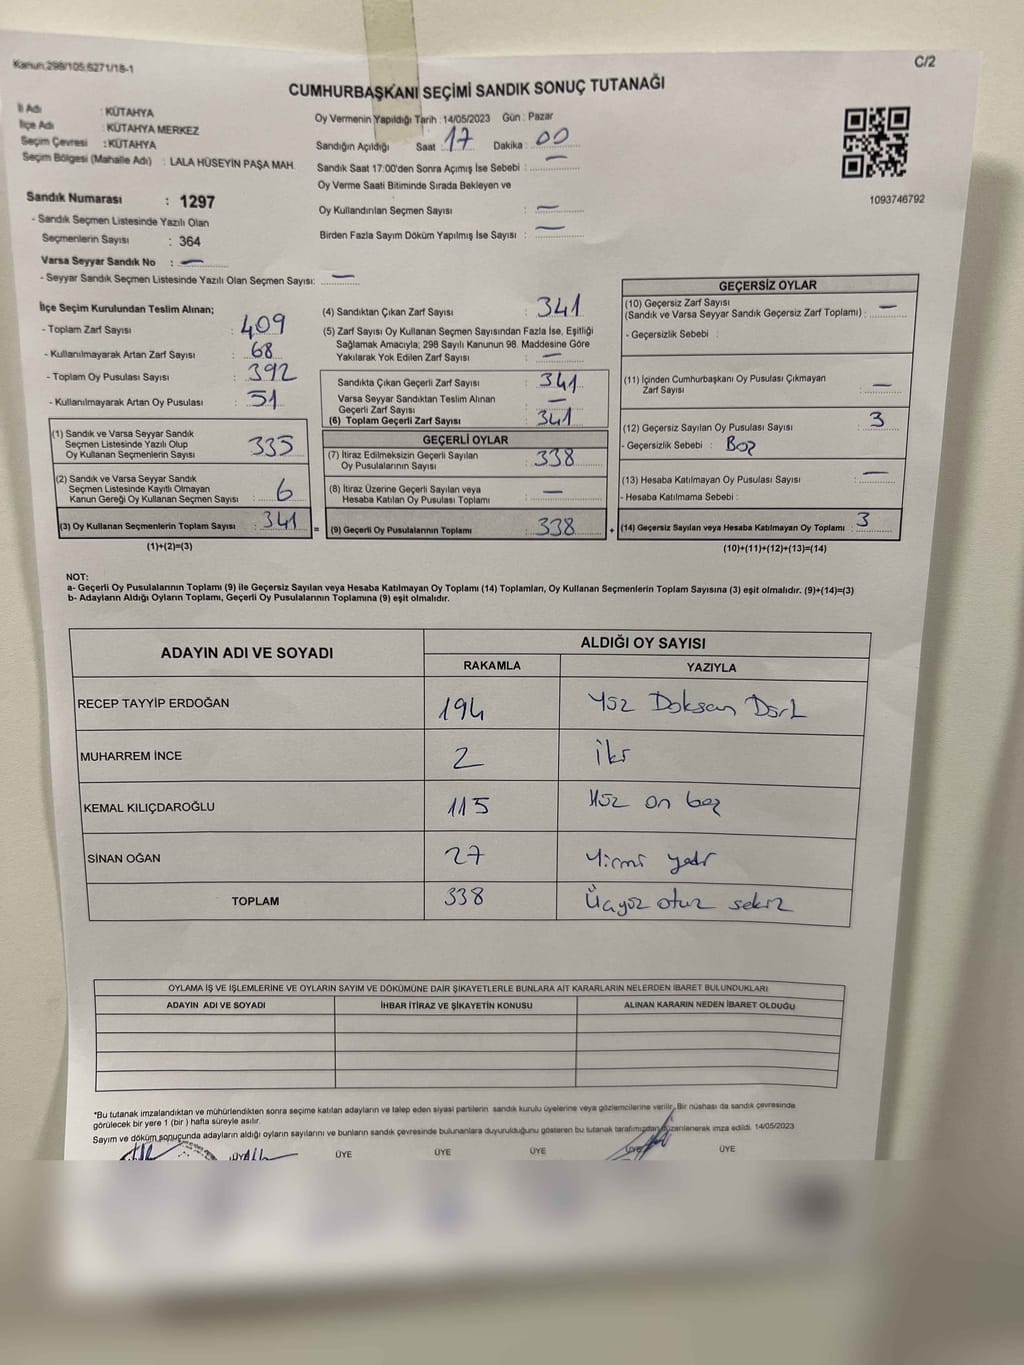 Kanun:298/105;6271/18-1
C/2
CUMHURBAŞKANI SEÇİMİ SANDIK SONUÇ TUTANAĞI
İl Adı : KÜTAHYA
İlçe Adı : KÜTAHYA MERKEZ
Seçim Çevresi : KÜTAHYA
Seçim Bölgesi (Mahalle Adı) : LALA HÜSEYİN PAŞA MAH.
Sandık Numarası : 1297
- Sandık Seçmen Listesinde Yazılı Olan
Seçmenlerin Sayısı : 364
Varsa Seyyar Sandık No : —
- Seyyar Sandık Seçmen Listesinde Yazılı Olan Seçmen Sayısı: —
Oy Vermenin Yapıldığı Tarih : 14/05/2023 Gün : Pazar
Sandığın Açıldığı Saat : 17 Dakika : 00
Sandık Saat 17:00'den Sonra Açımış İse Sebebi : —
Oy Verme Saati Bitiminde Sırada Bekleyen ve
Oy Kullandırılan Seçmen Sayısı : —
Birden Fazla Sayım Döküm Yapılmış İse Sayısı : —
1093746792
İlçe Seçim Kurulundan Teslim Alınan;
- Toplam Zarf Sayısı : 409
- Kullanılmayarak Artan Zarf Sayısı : 68
- Toplam Oy Pusulası Sayısı : 392
- Kullanılmayarak Artan Oy Pusulası : 51
(1) Sandık ve Varsa Seyyar Sandık
Seçmen Listesinde Yazılı Olup
Oy Kullanan Seçmenlerin Sayısı 335
(2) Sandık ve Varsa Seyyar Sandık
Seçmen Listesinde Kayıtlı Olmayan
Kanun Gereği Oy Kullanan Seçmen Sayısı : 6
(3) Oy Kullanan Seçmenlerin Toplam Sayısı : 341
(1)+(2)=(3)
(4) Sandıktan Çıkan Zarf Sayısı : 341
(5) Zarf Sayısı Oy Kullanan Seçmen Sayısından Fazla İse, Eşitliği
Sağlamak Amacıyla; 298 Sayılı Kanunun 98. Maddesine Göre
Yakılarak Yok Edilen Zarf Sayısı : —
Sandıkta Çıkan Geçerli Zarf Sayısı : 341
Varsa Seyyar Sandıktan Teslim Alınan
Geçerli Zarf Sayısı : —
(6) Toplam Geçerli Zarf Sayısı : 341
GEÇERLİ OYLAR
(7) İtiraz Edilmeksizin Geçerli Sayılan
Oy Pusulalarının Sayısı : 338
(8) İtiraz Üzerine Geçerli Sayılan veya
Hesaba Katılan Oy Pusulası Toplamı : —
= (9) Geçerli Oy Pusulalarının Toplamı : 338
GEÇERSİZ OYLAR
(10) Geçersiz Zarf Sayısı
(Sandık ve Varsa Seyyar Sandık Geçersiz Zarf Toplamı) : —
- Geçersizlik Sebebi :
(11) İçinden Cumhurbaşkanı Oy Pusulası Çıkmayan
Zarf Sayısı : —
(12) Geçersiz Sayılan Oy Pusulası Sayısı : 3
- Geçersizlik Sebebi : Boş
(13) Hesaba Katılmayan Oy Pusulası Sayısı : —
- Hesaba Katılmama Sebebi :
+ (14) Geçersiz Sayılan veya Hesaba Katılmayan Oy Toplamı : 3
(10)+(11)+(12)+(13)=(14)
NOT:
a- Geçerli Oy Pusulalarının Toplamı (9) ile Geçersiz Sayılan veya Hesaba Katılmayan Oy Toplamı (14) Toplamları, Oy Kullanan Seçmenlerin Toplam Sayısına (3) eşit olmalıdır. (9)+(14)=(3)
b- Adayların Aldığı Oyların Toplamı, Geçerli Oy Pusulalarının Toplamına (9) eşit olmalıdır.
ADAYIN ADI VE SOYADI ALDIĞI OY SAYISI
RAKAMLA YAZIYLA
RECEP TAYYİP ERDOĞAN 194 Yüz Doksan Dört
MUHARREM İNCE 2 iki
KEMAL KILIÇDAROĞLU 115 Yüz on beş
SİNAN OĞAN 27 Yirmi yedi
TOPLAM 338 Üçyüz otuz sekiz
OYLAMA İŞ VE İŞLEMLERİNE VE OYLARIN SAYIM VE DÖKÜMÜNE DAİR ŞİKAYETLERLE BUNLARA AİT KARARLARIN NELERDEN İBARET BULUNDUKLARI
ADAYIN ADI VE SOYADI İHBAR İTİRAZ VE ŞİKAYETİN KONUSU ALINAN KARARIN NEDEN İBARET OLDUĞU
*Bu tutanak imzalandıktan ve mühürlendikten sonra seçime katılan adayların ve talep eden siyasi partilerin sandık kurulu üyelerine veya gözlemcilerine verilir. Bir nüshası da sandık çevresinde
görülecek bir yere 1 (bir ) hafta süreyle asılır.
Sayım ve döküm sonucunda adayların aldığı oyların sayılarını ve bunların sandık çevresinde bulunanlara duyurulduğunu gösteren bu tutanak tarafımızdan düzenlenerek imza edildi. 14/05/2023
ÜYE ÜYE ÜYE ÜYE ÜYE ÜYE